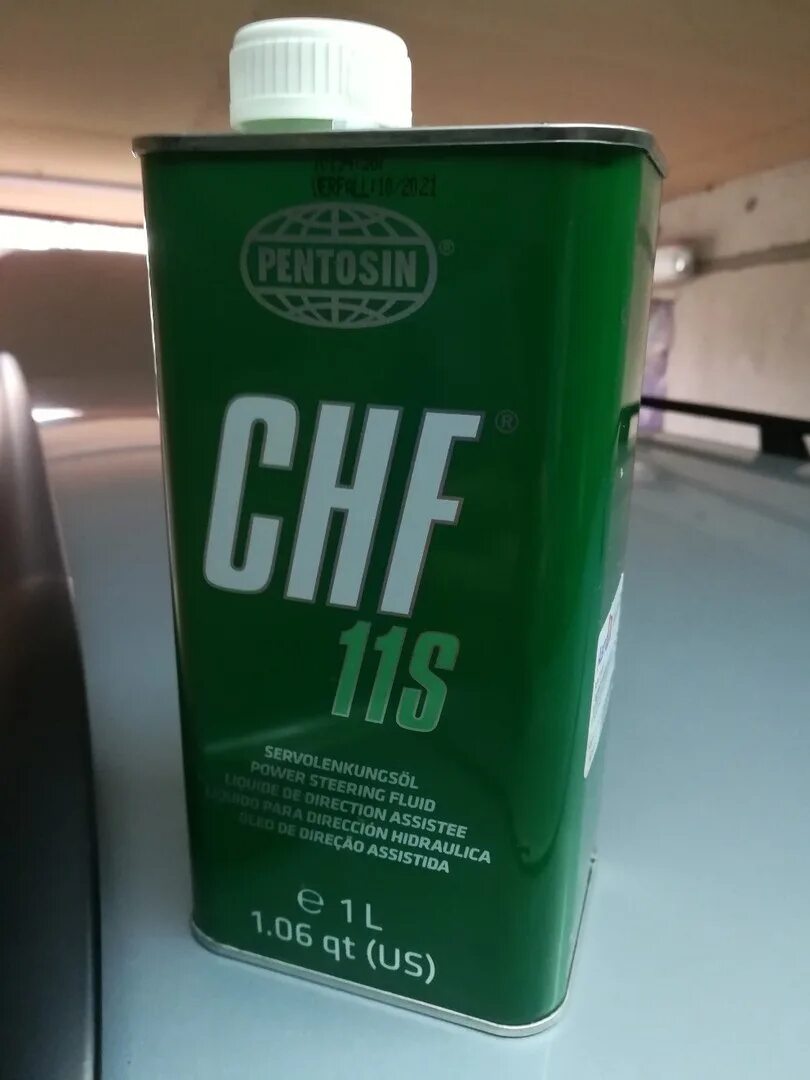 VERFALL:10/2021
PENTOSIN®
CHF®
11S
SERVOLENKUNGSÖL
POWER STEERING FLUID
LIQUIDE DE DIRECTION ASSISTEE
LIQUIDO PARA DIRECCIÓN HIDRAULICA
ÓLEO DE DIREÇÃO ASSISTIDA
℮ 1 L
1.06 qt (US)